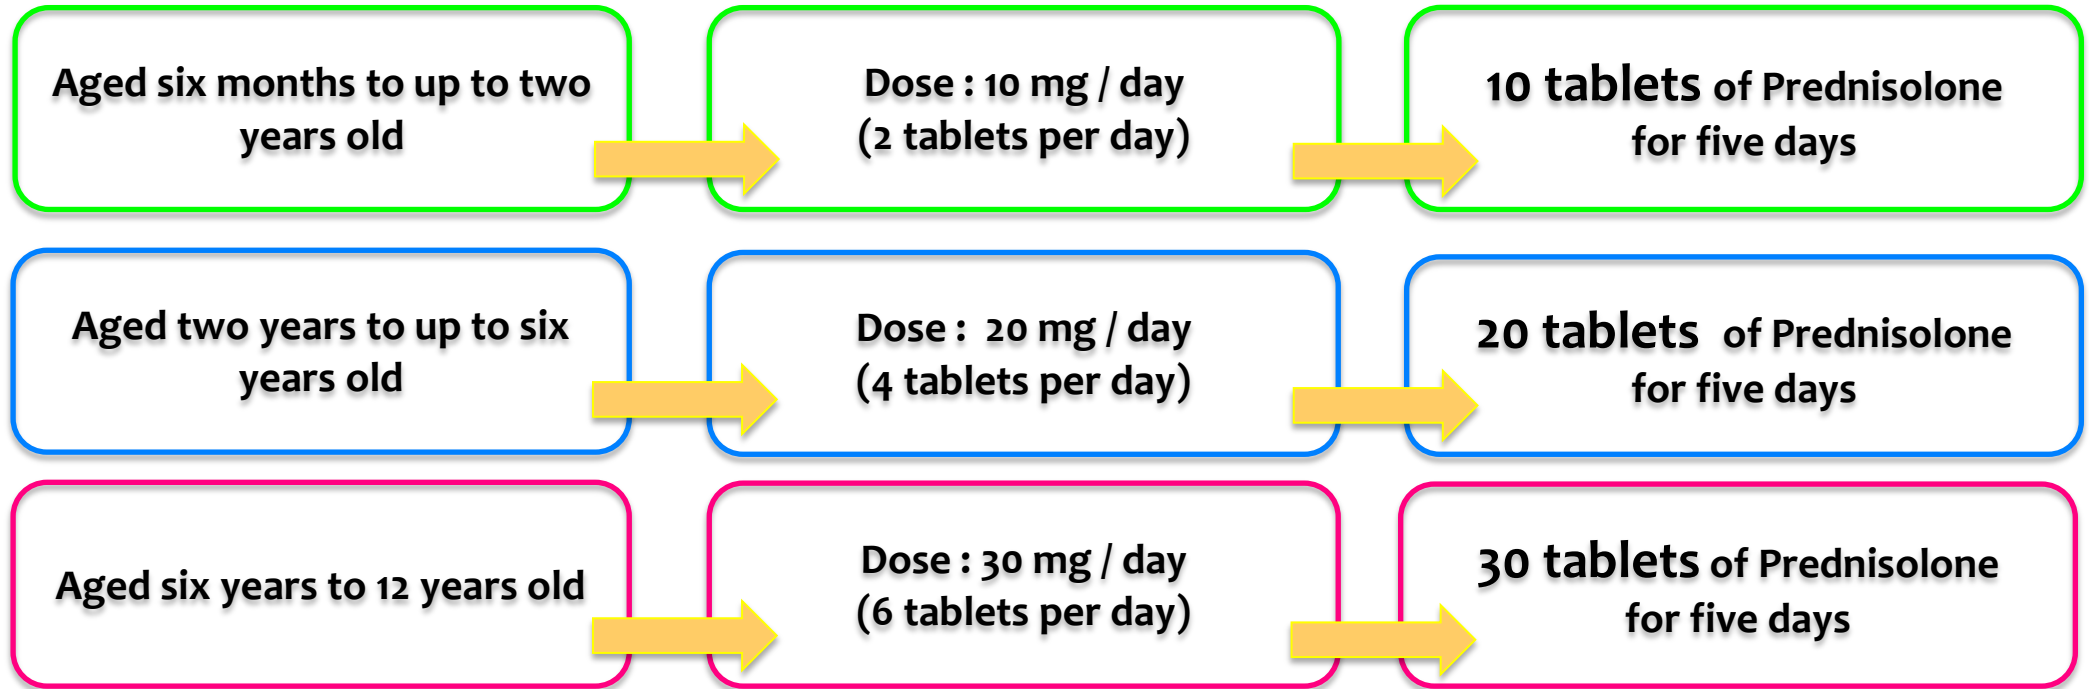 Aged six months to up to two
years old
Dose : 10 mg / day
(2 tablets per day)
10 tablets of Prednisolone
for five days
Aged two years to up to six
years old
Dose :  20 mg / day
(4 tablets per day)
20 tablets  of Prednisolone
for five days
Aged six years to 12 years old
Dose : 30 mg / day
(6 tablets per day)
30 tablets of Prednisolone
for five days